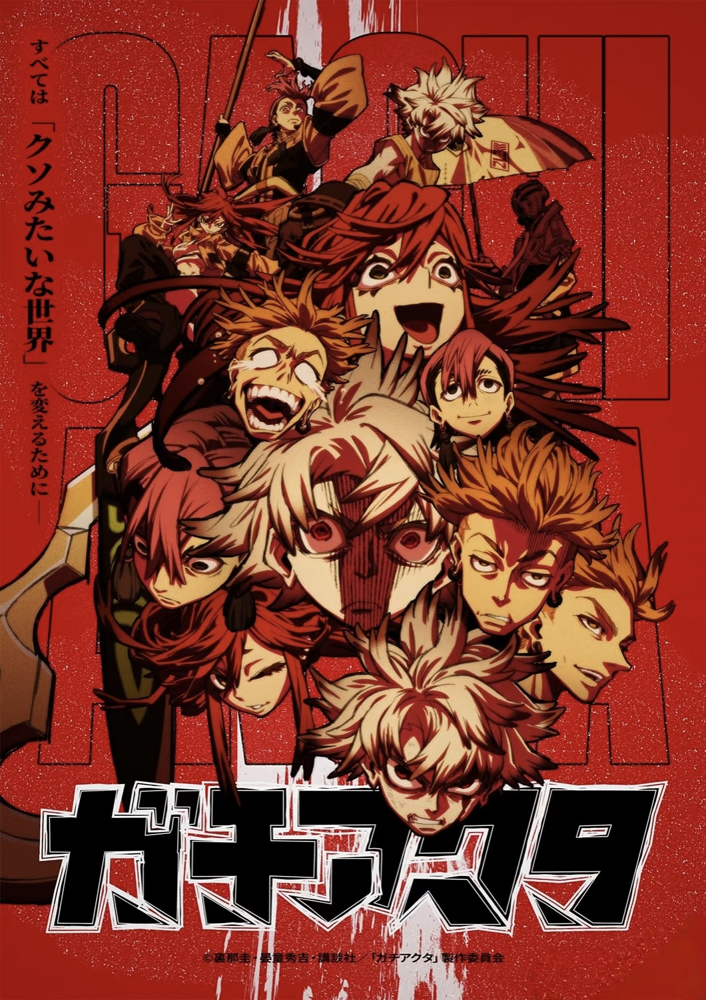 GACHI
すべては「クソみたいな世界」を変えるために──
AKUTA
ガチアクタ
©裏那圭・晏童秀吉・講談社／「ガチアクタ」製作委員会